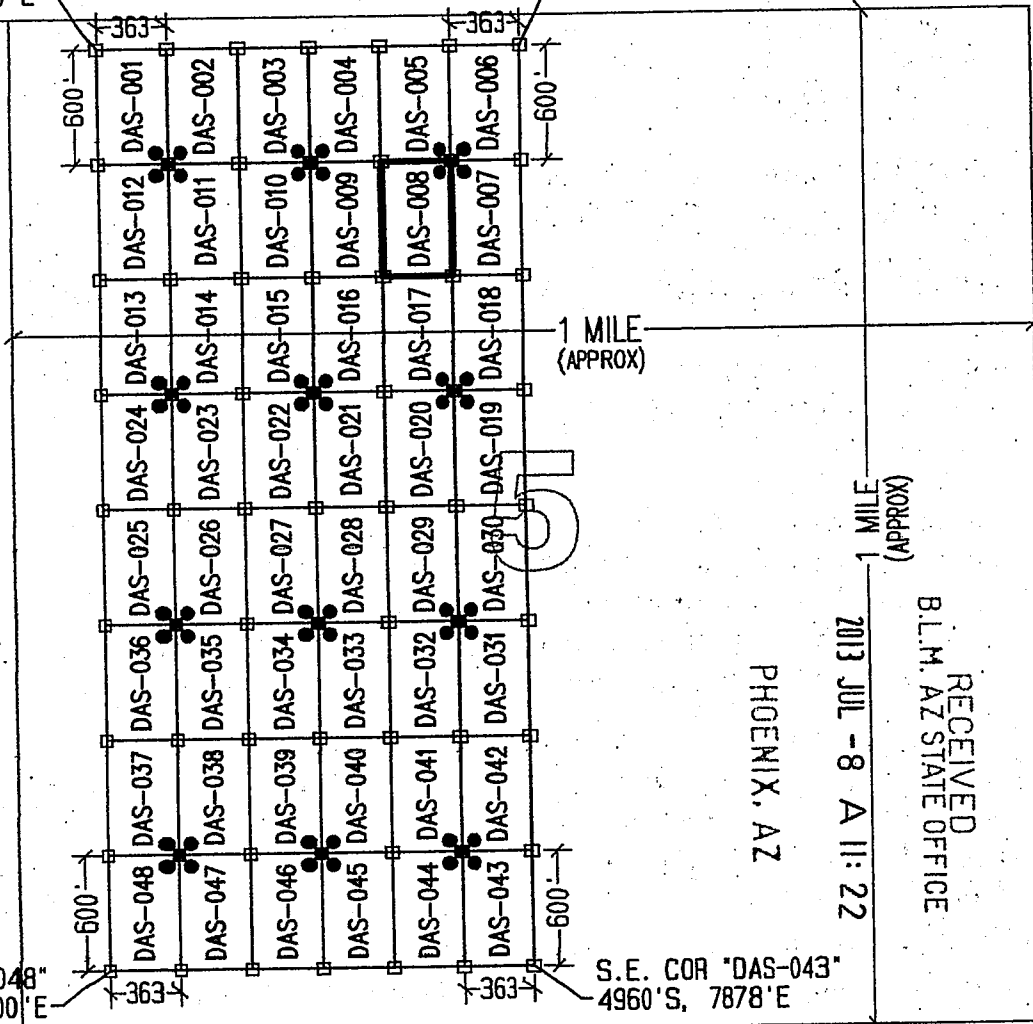 363
363
600'
600'
DAS-001
DAS-002
DAS-003
DAS-004
DAS-005
DAS-006
DAS-012
DAS-011
DAS-010
DAS-009
DAS-008
DAS-007
DAS-013
DAS-014
DAS-015
DAS-016
DAS-017
DAS-018
1 MILE
(APPROX)
DAS-024
DAS-023
DAS-022
DAS-021
DAS-020
DAS-019
5
1 MILE
(APPROX)
DAS-025
DAS-026
DAS-027
DAS-028
DAS-029
DAS-030
DAS-036
DAS-035
DAS-034
DAS-033
DAS-032
DAS-031
RECEIVED
B.L.M. AZ STATE OFFICE
2013 JUL -8 A 11: 22
PHOENIX, AZ
DAS-037
DAS-038
DAS-039
DAS-040
DAS-041
DAS-042
DAS-048
DAS-047
DAS-046
DAS-045
DAS-044
DAS-043
600'
600'
048"
00'E
363
363
S.E. COR "DAS-043"
4960'S, 7878'E